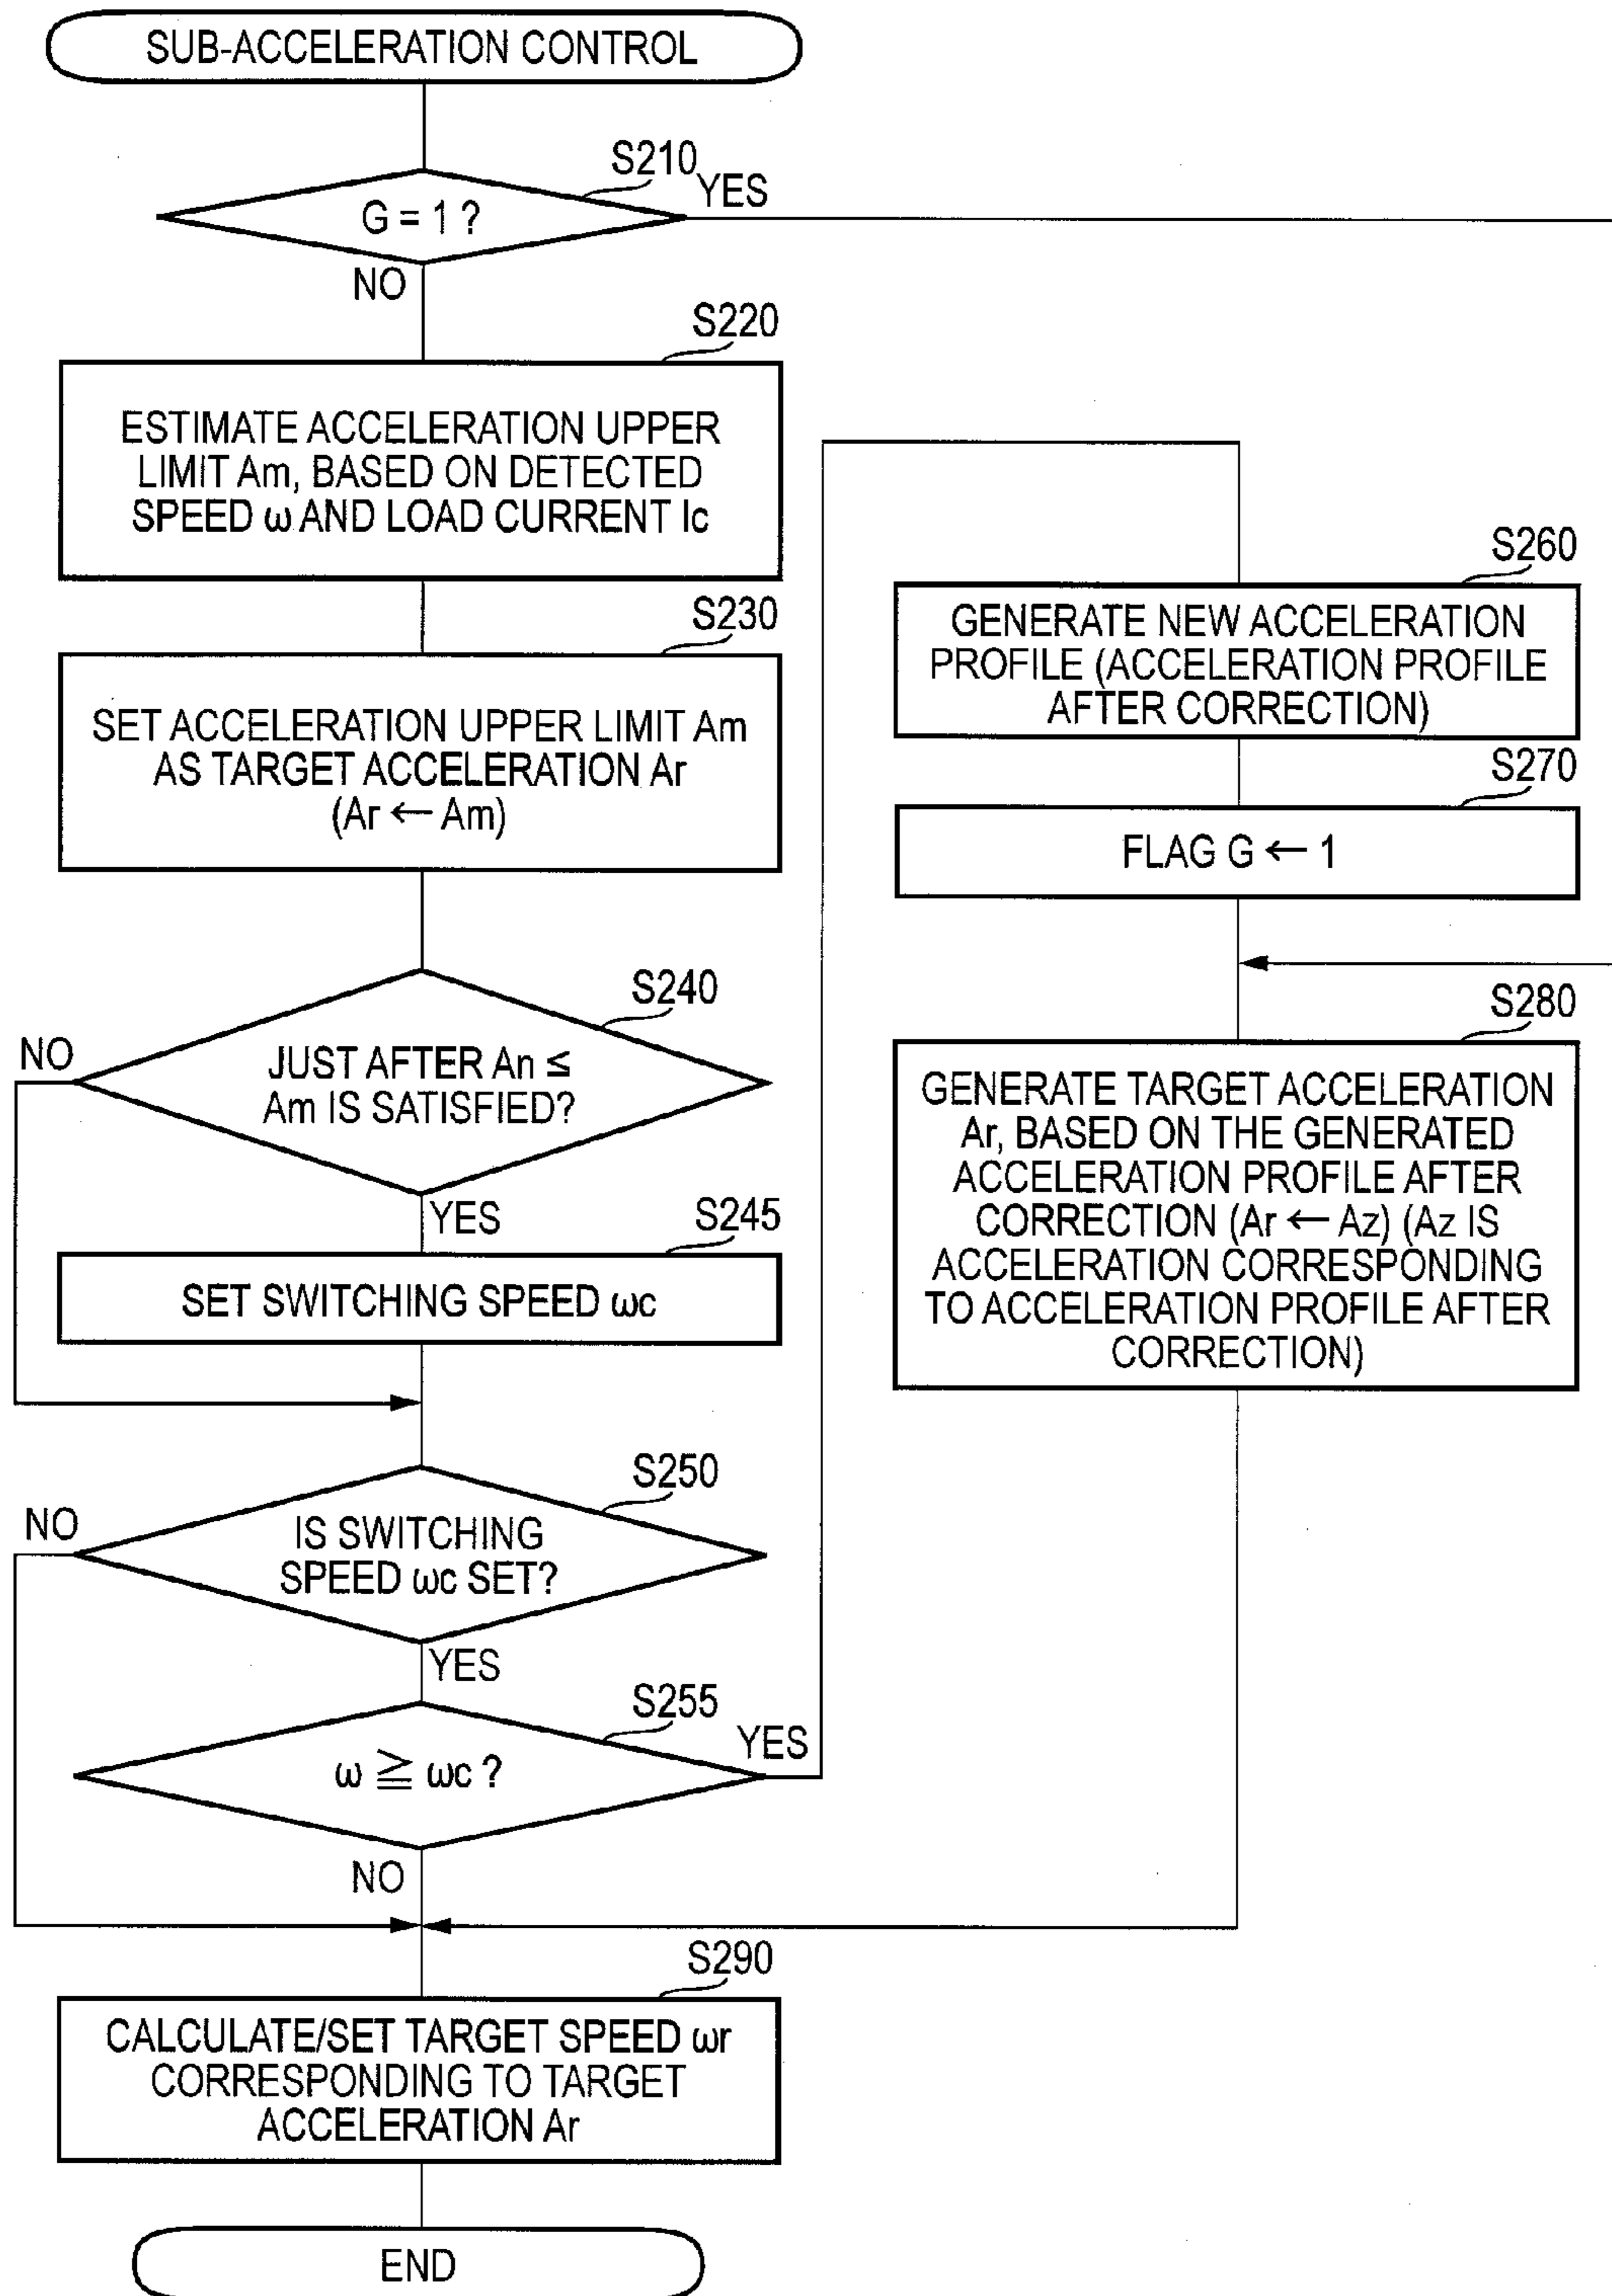 SUB-ACCELERATION CONTROL
S210
YES
G = 1 ?
NO
S220
ESTIMATE ACCELERATION UPPER
LIMIT Am, BASED ON DETECTED
SPEED ω AND LOAD CURRENT Ic
S230
SET ACCELERATION UPPER LIMIT Am
AS TARGET ACCELERATION Ar
(Ar ← Am)
S240
NO
JUST AFTER An ≤
Am IS SATISFIED?
YES
S245
SET SWITCHING SPEED ωc
S250
NO
IS SWITCHING
SPEED ωc SET?
YES
S255
YES
ω ≧ ωc ?
NO
S260
GENERATE NEW ACCELERATION
PROFILE (ACCELERATION PROFILE
AFTER CORRECTION)
S270
FLAG G ← 1
S280
GENERATE TARGET ACCELERATION
Ar, BASED ON THE GENERATED
ACCELERATION PROFILE AFTER
CORRECTION (Ar ← Az) (Az IS
ACCELERATION CORRESPONDING
TO ACCELERATION PROFILE AFTER
CORRECTION)
S290
CALCULATE/SET TARGET SPEED ωr
CORRESPONDING TO TARGET
ACCELERATION Ar
END